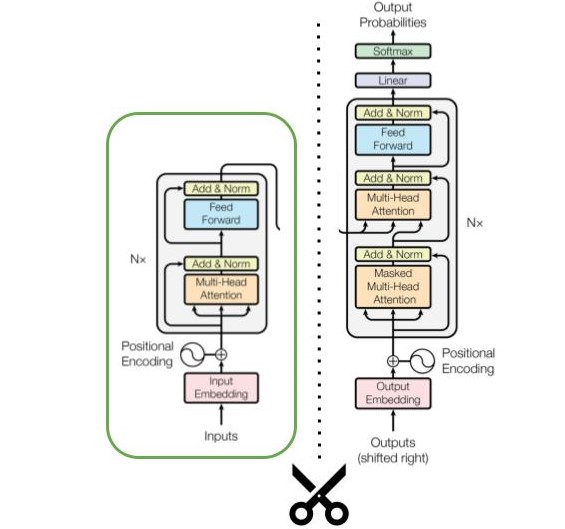 Add & Norm
Feed
Forward
Nx
Add & Norm
Multi-Head
Attention
Positional
Encoding
Input
Embedding
Inputs
Output
Probabilities
Softmax
Linear
Add & Norm
Feed
Forward
Add & Norm
Multi-Head
Attention
Nx
Add & Norm
Masked
Multi-Head
Attention
Positional
Encoding
Output
Embedding
Outputs
(shifted right)